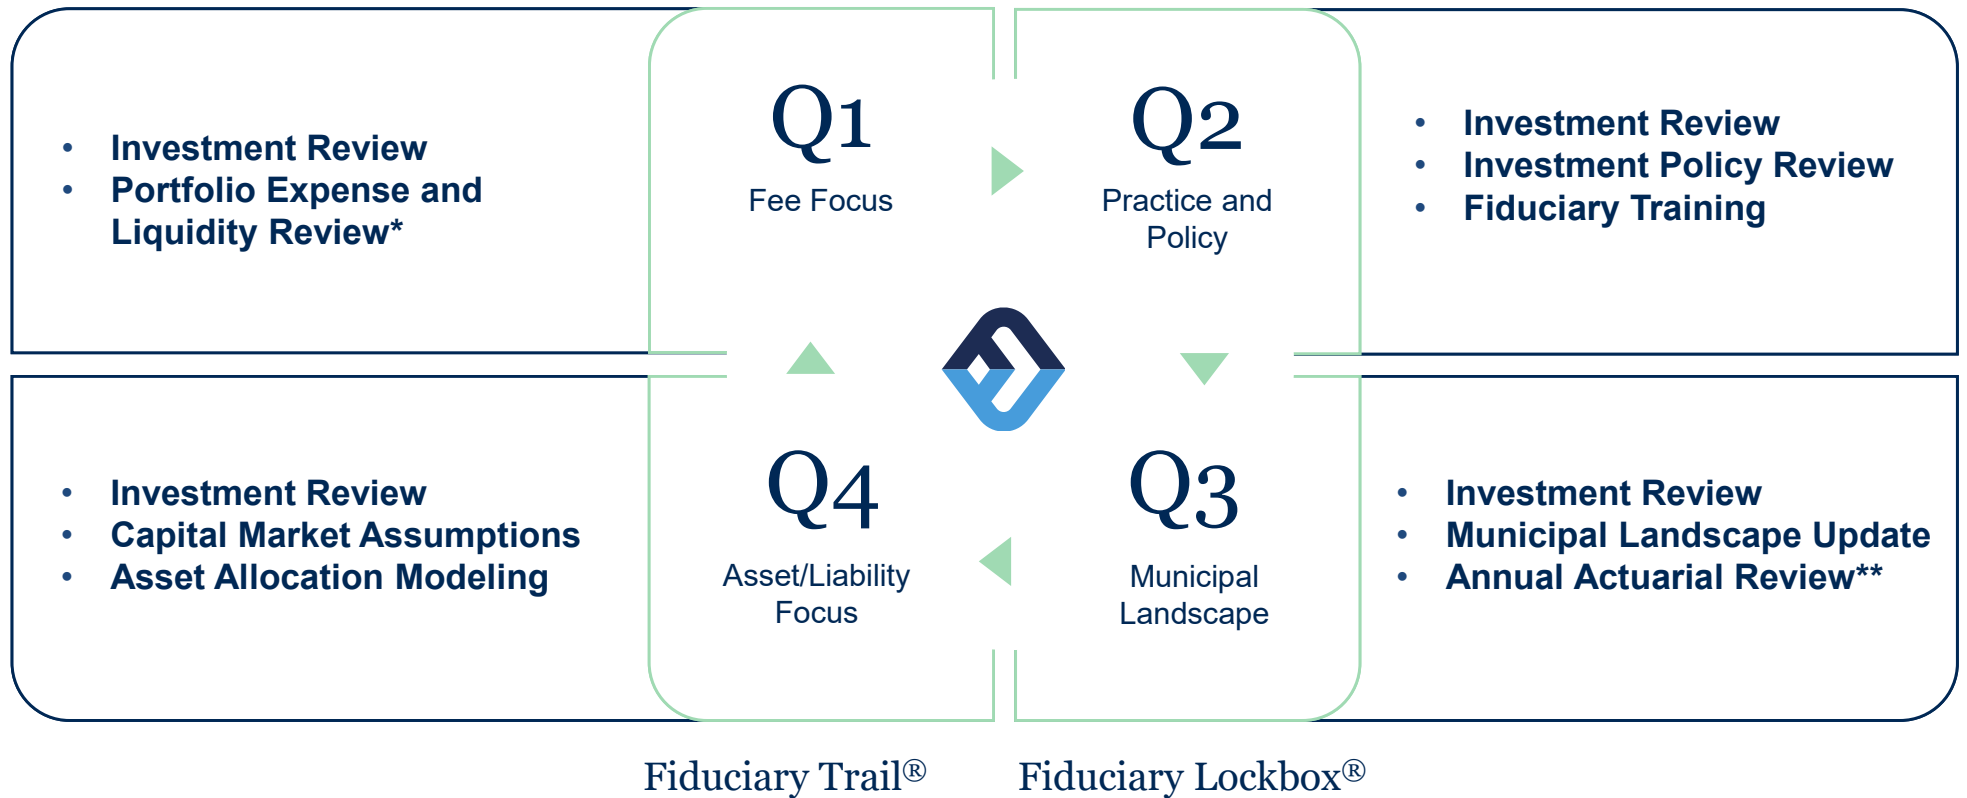 • Investment Review
• Portfolio Expense and
Liquidity Review*
Q1
Fee Focus
Q2
Practice and
Policy
• Investment Review
• Investment Policy Review
• Fiduciary Training
• Investment Review
• Capital Market Assumptions
• Asset Allocation Modeling
Q4
Asset/Liability
Focus
Q3
Municipal
Landscape
• Investment Review
• Municipal Landscape Update
• Annual Actuarial Review**
Fiduciary Trail®
Fiduciary Lockbox®